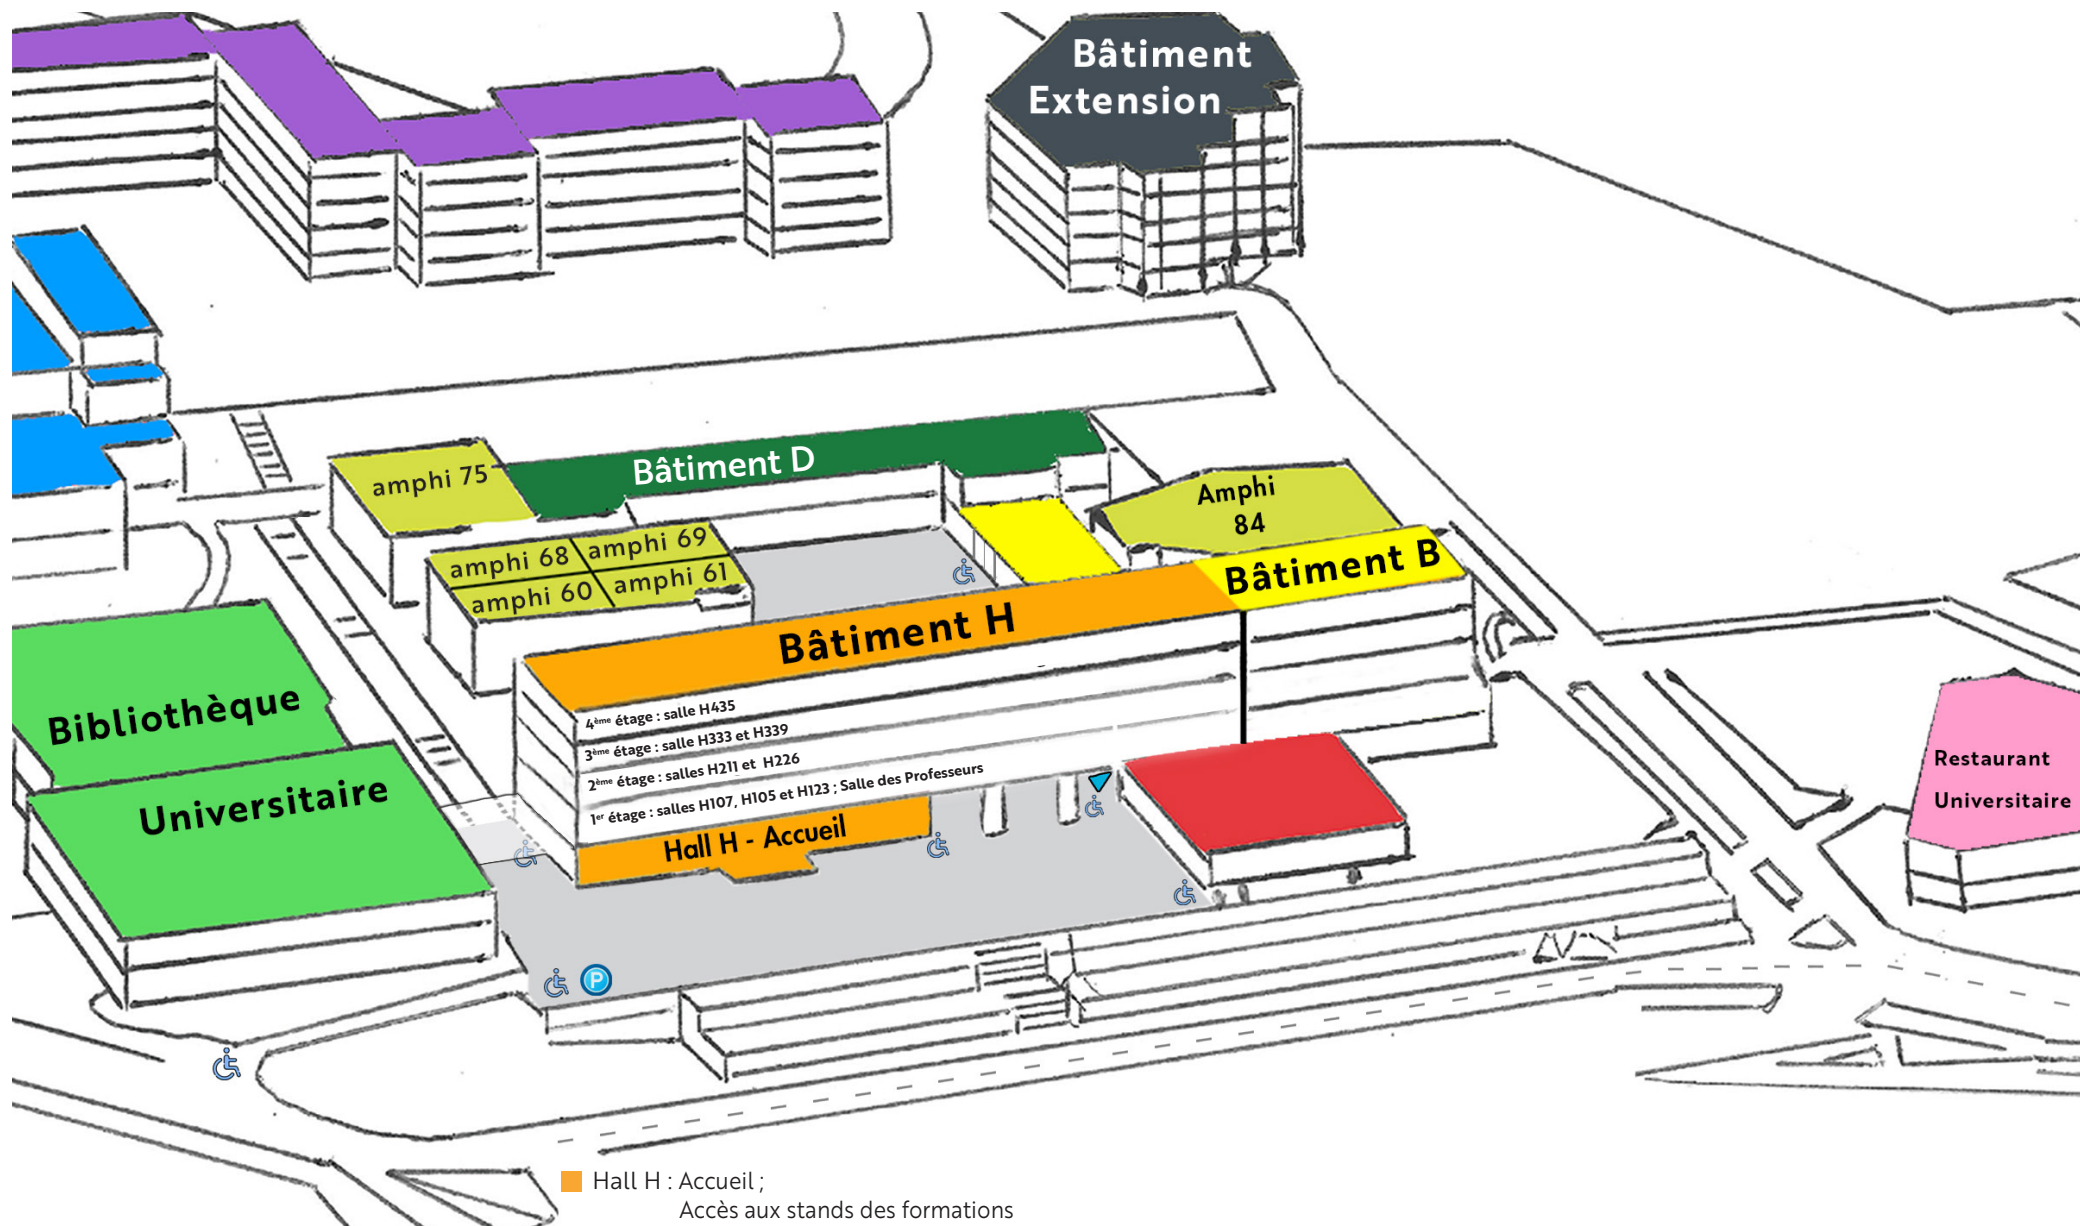 Bâtiment
Extension
Bâtiment D
amphi 75
Amphi
84
amphi 68
amphi 69
amphi 60
amphi 61
Bâtiment B
Bâtiment H
4ème étage : salle H435
3ème étage : salle H333 et H339
2ème étage : salles H211 et H226
1er étage : salles H107, H105 et H123 ; Salle des Professeurs
Hall H - Accueil
Bibliothèque
Universitaire
Restaurant
Universitaire
P
Hall H : Accueil ;
Accès aux stands des formations